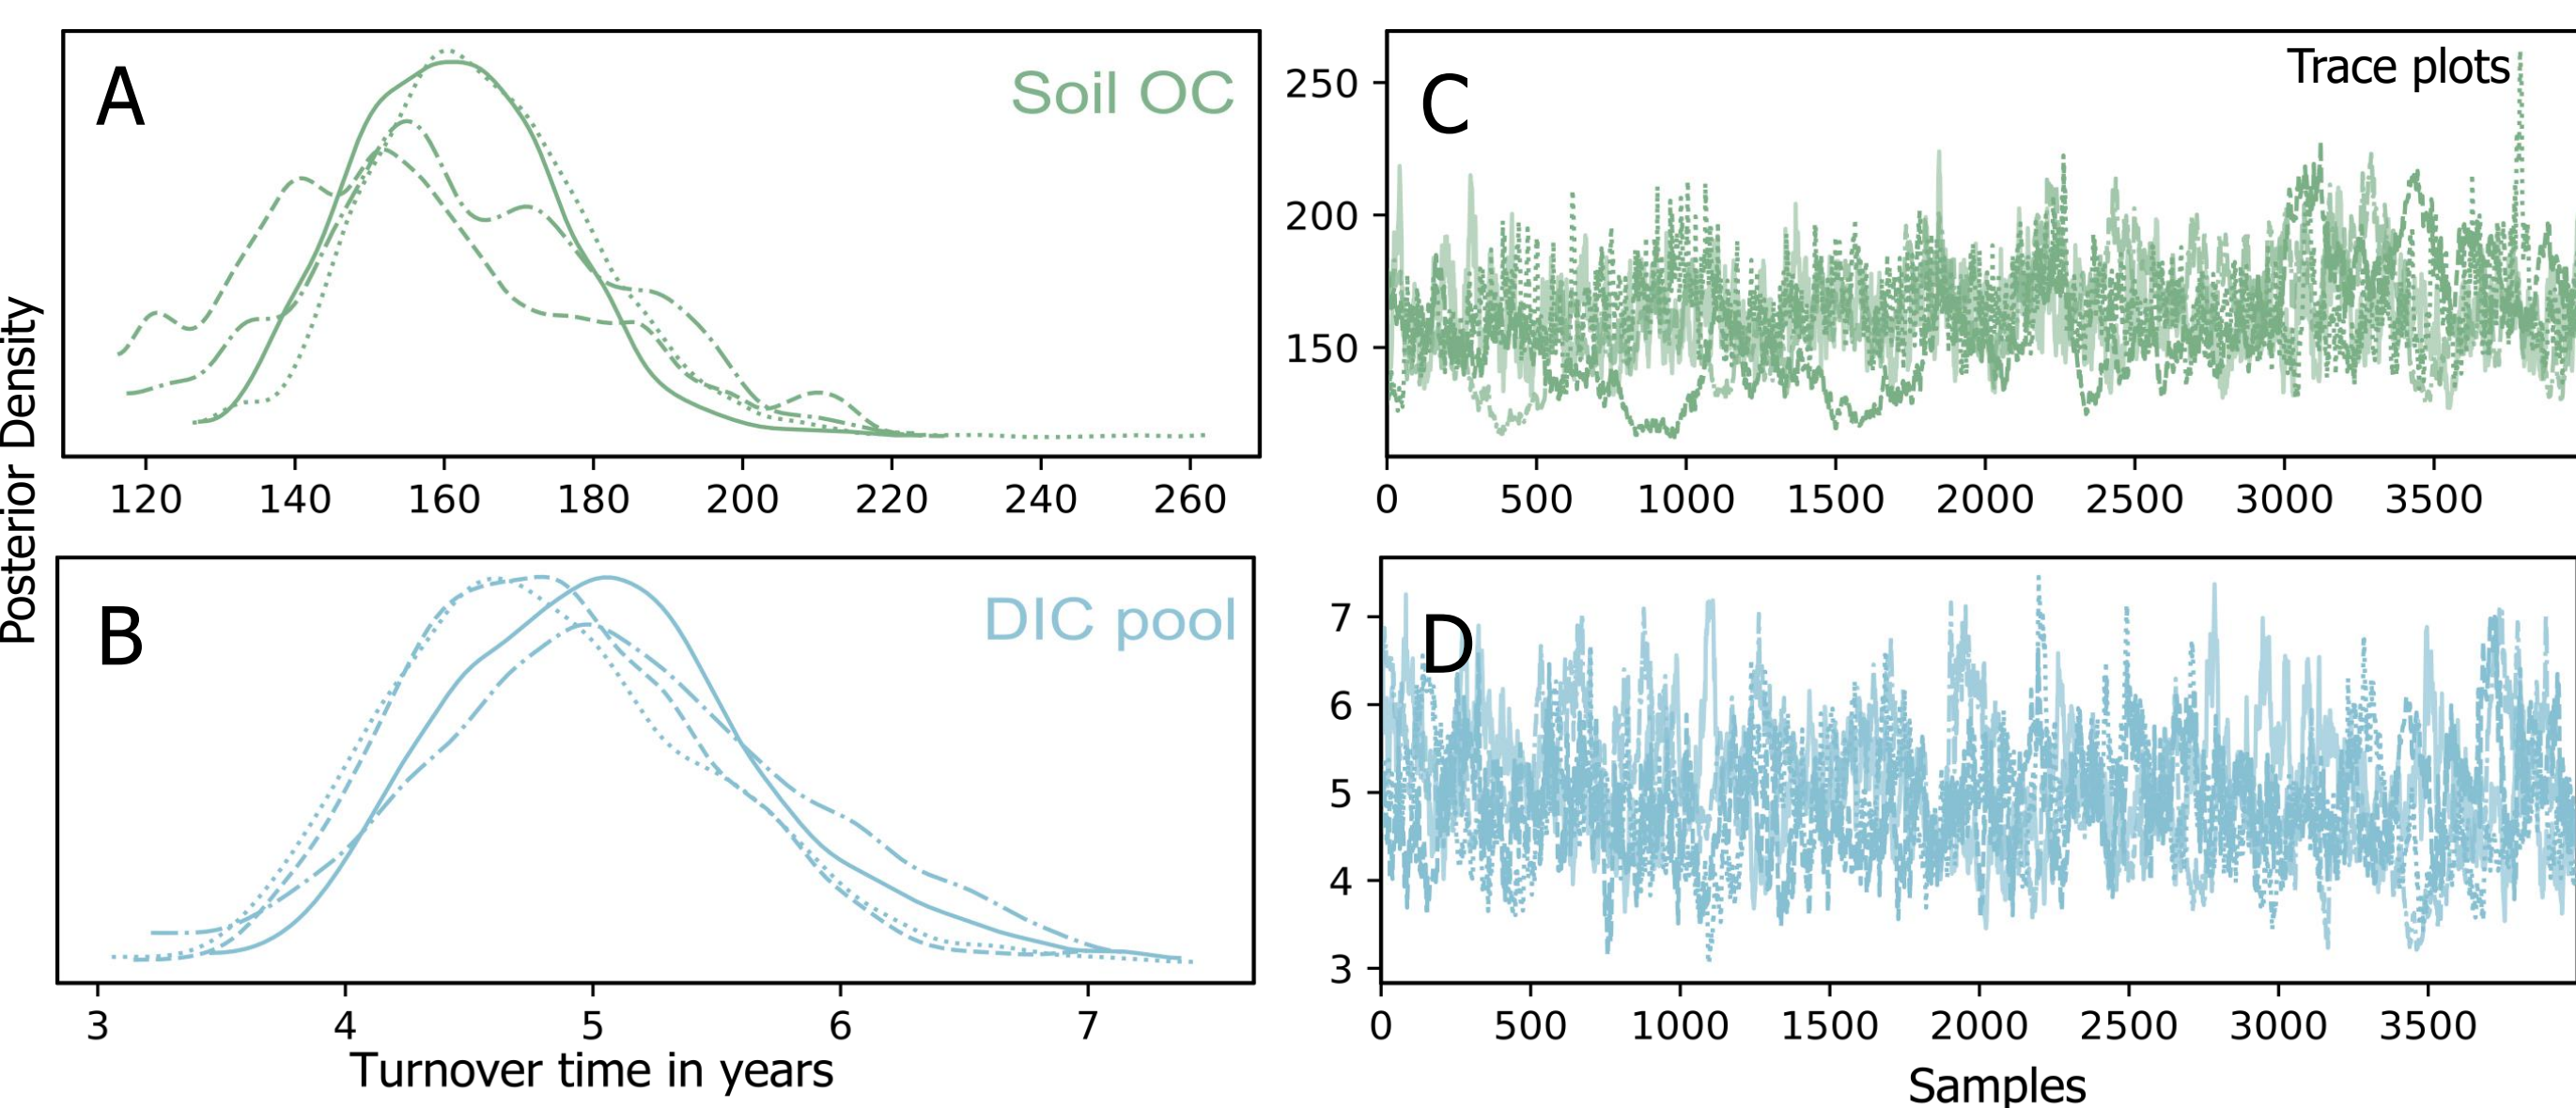 Posterior Density
A
Soil OC
120 140 160 180 200 220 240 260
B
DIC pool
3 4 5 6 7
Turnover time in years
C
Trace plots
250
200
150
0 500 1000 1500 2000 2500 3000 3500
D
7
6
5
4
3
0 500 1000 1500 2000 2500 3000 3500
Samples